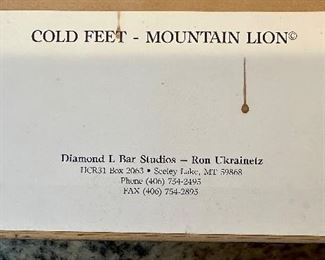 COLD FEET - MOUNTAIN LION©
Diamond L Bar Studios – Ron Ukrainetz
HCR31 Box 2063 • Seeley Lake, MT 59868
Phone (406) 754-2495
FAX (406) 754-2895